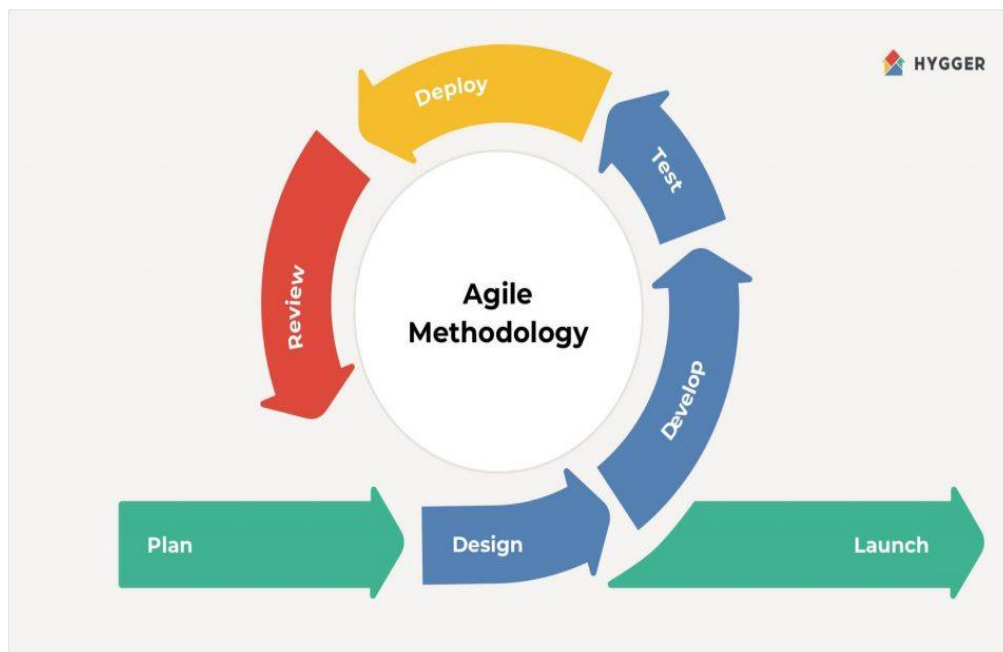 HYGGER
Deploy
Test
Review
Agile
Methodology
Develop
Plan
Design
Launch